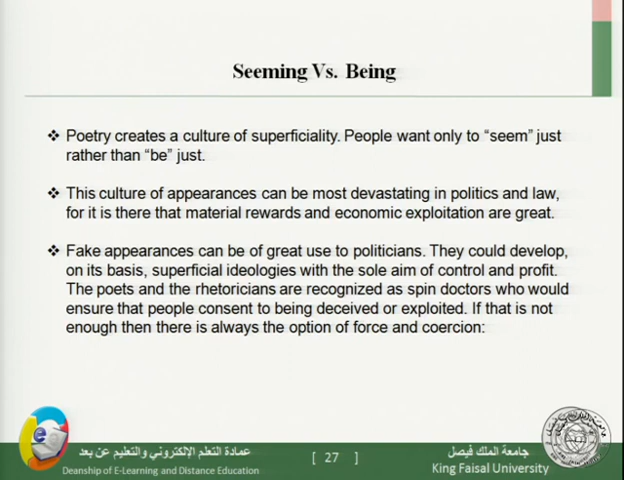 Seeming Vs. Being
❖ Poetry creates a culture of superficiality. People want only to “seem” just
rather than “be” just.
❖ This culture of appearances can be most devastating in politics and law,
for it is there that material rewards and economic exploitation are great.
❖ Fake appearances can be of great use to politicians. They could develop,
on its basis, superficial ideologies with the sole aim of control and profit.
The poets and the rhetoricians are recognized as spin doctors who would
ensure that people consent to being deceived or exploited. If that is not
enough then there is always the option of force and coercion:
عمادة التعلم الإلكتروني والتعليم عن بعد
Deanship of E-Learning and Distance Education
[ 27 ]
جامعة الملك فيصل
King Faisal University